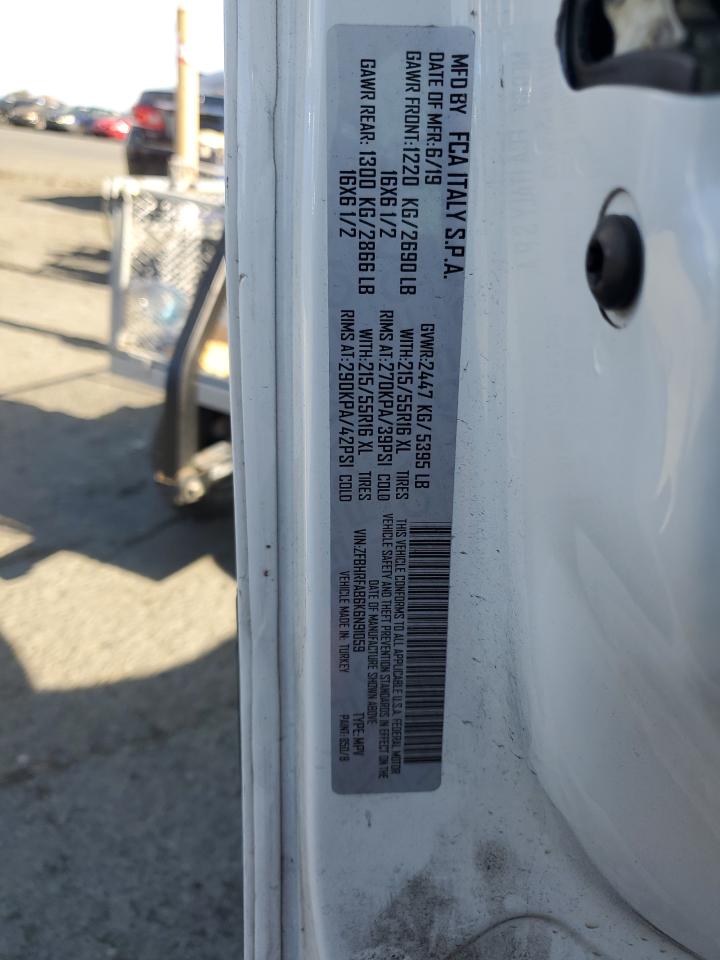 MFD BY FCA ITALY S.P.A.
DATE OF MFR:6/19 GVWR:2447 KG/5395 LB
GAWR FRONT:1220 KG/2690 LB WITH:215/55R16 XL TIRES
16X6 1/2 RIMS AT:270KPA/39PSI COLD
GAWR REAR: 1300 KG/2866 LB WITH:215/55R16 XL TIRES
16X6 1/2 RIMS AT:290KPA/42PSI COLD
THIS VEHICLE CONFORMS TO ALL APPLICABLE U.S.A. FEDERAL MOTOR
VEHICLE SAFETY AND THEFT PREVENTION STANDARDS IN EFFECT ON THE
DATE OF MANUFACTURE SHOWN ABOVE
VIN:ZFBHRFAB6K6N91059 TYPE:MPV
VEHICLE MADE IN: TURKEY PAINT: 050/B